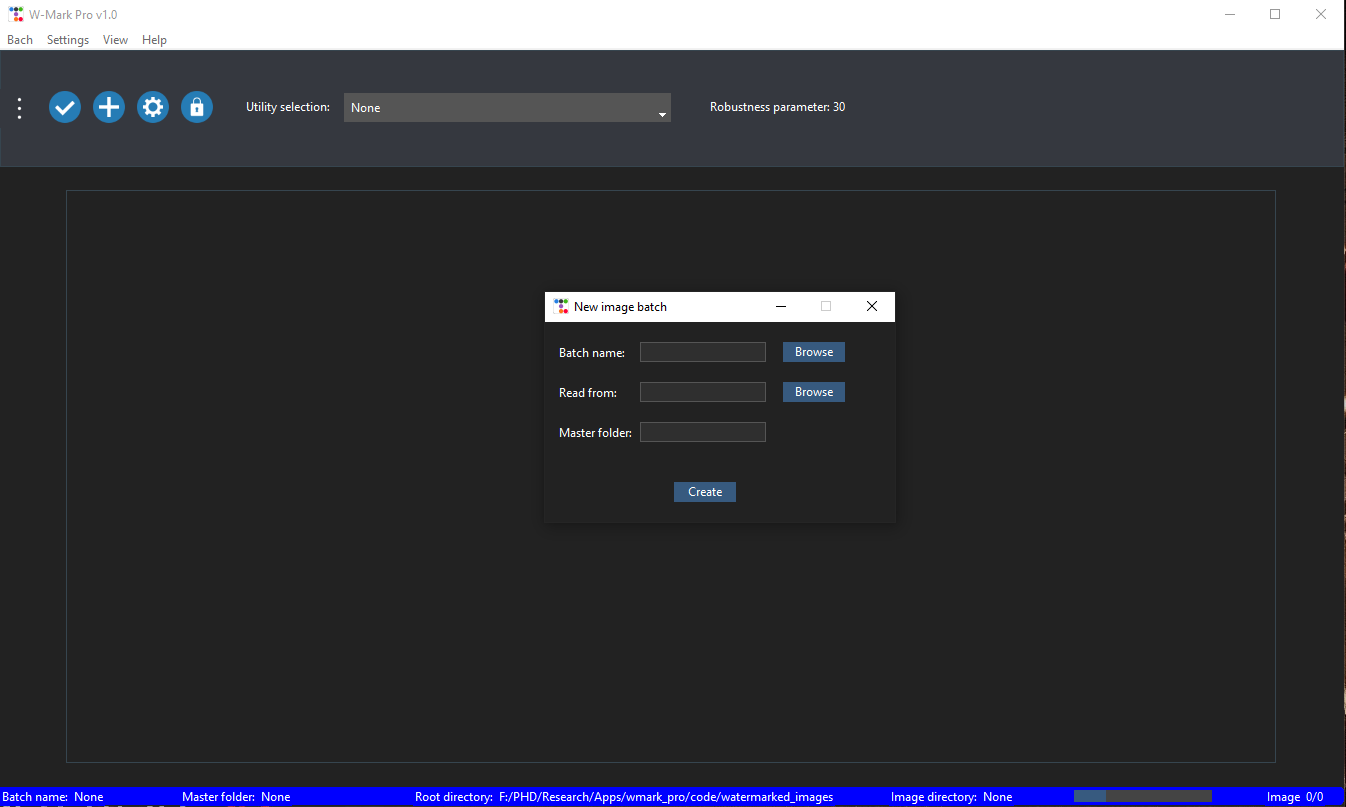 W-Mark Pro v1.0
Bach Settings View Help
Utility selection: None Robustness parameter: 30
New image batch
Batch name: Browse
Read from: Browse
Master folder:
Create
Batch name: None Master folder: None Root directory: F:/PHD/Research/Apps/wmark_pro/code/watermarked_images Image directory: None Image 0/0